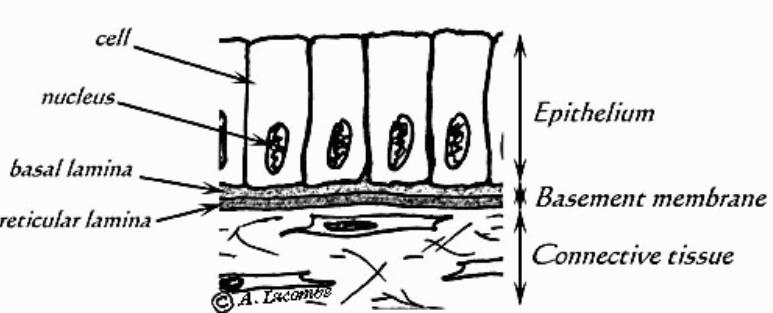 cell
nucleus
basal lamina
reticular lamina
Epithelium
Basement membrane
Connective tissue
© A. Lacombe